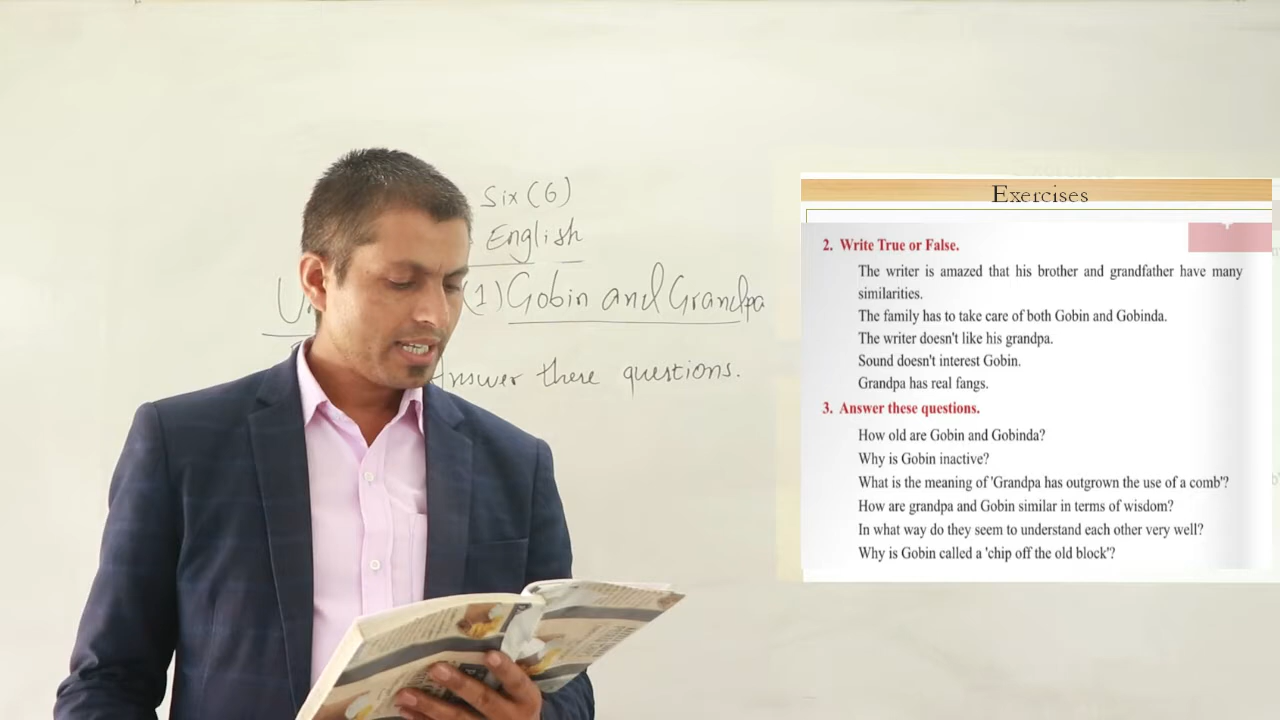 Six (6)
English
(1) Gobin and Grandpa
Answer these questions.
Exercises
2. Write True or False.
The writer is amazed that his brother and grandfather have many
similarities.
The family has to take care of both Gobin and Gobinda.
The writer doesn't like his grandpa.
Sound doesn't interest Gobin.
Grandpa has real fangs.
3. Answer these questions.
How old are Gobin and Gobinda?
Why is Gobin inactive?
What is the meaning of 'Grandpa has outgrown the use of a comb'?
How are grandpa and Gobin similar in terms of wisdom?
In what way do they seem to understand each other very well?
Why is Gobin called a 'chip off the old block'?